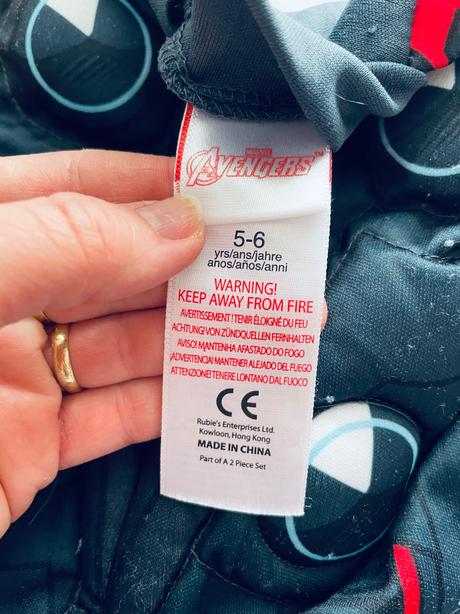 MARVEL
AVENGERS™
5-6
yrs/ans/jahre
anos/años/anni
WARNING!
KEEP AWAY FROM FIRE
AVERTISSEMENT ! TENIR ÉLOIGNÉ DU FEU
ACHTUNG! VON ZÜNDQUELLEN FERNHALTEN
AVISO! MANTENHA AFASTADO DO FOGO
¡ADVERTENCIA! MANTENER ALEJADO DEL FUEGO
ATTENZIONE! TENERE LONTANO DAL FUOCO
CE
Rubie's Enterprises Ltd.
Kowloon, Hong Kong
MADE IN CHINA
Part of A 2 Piece Set